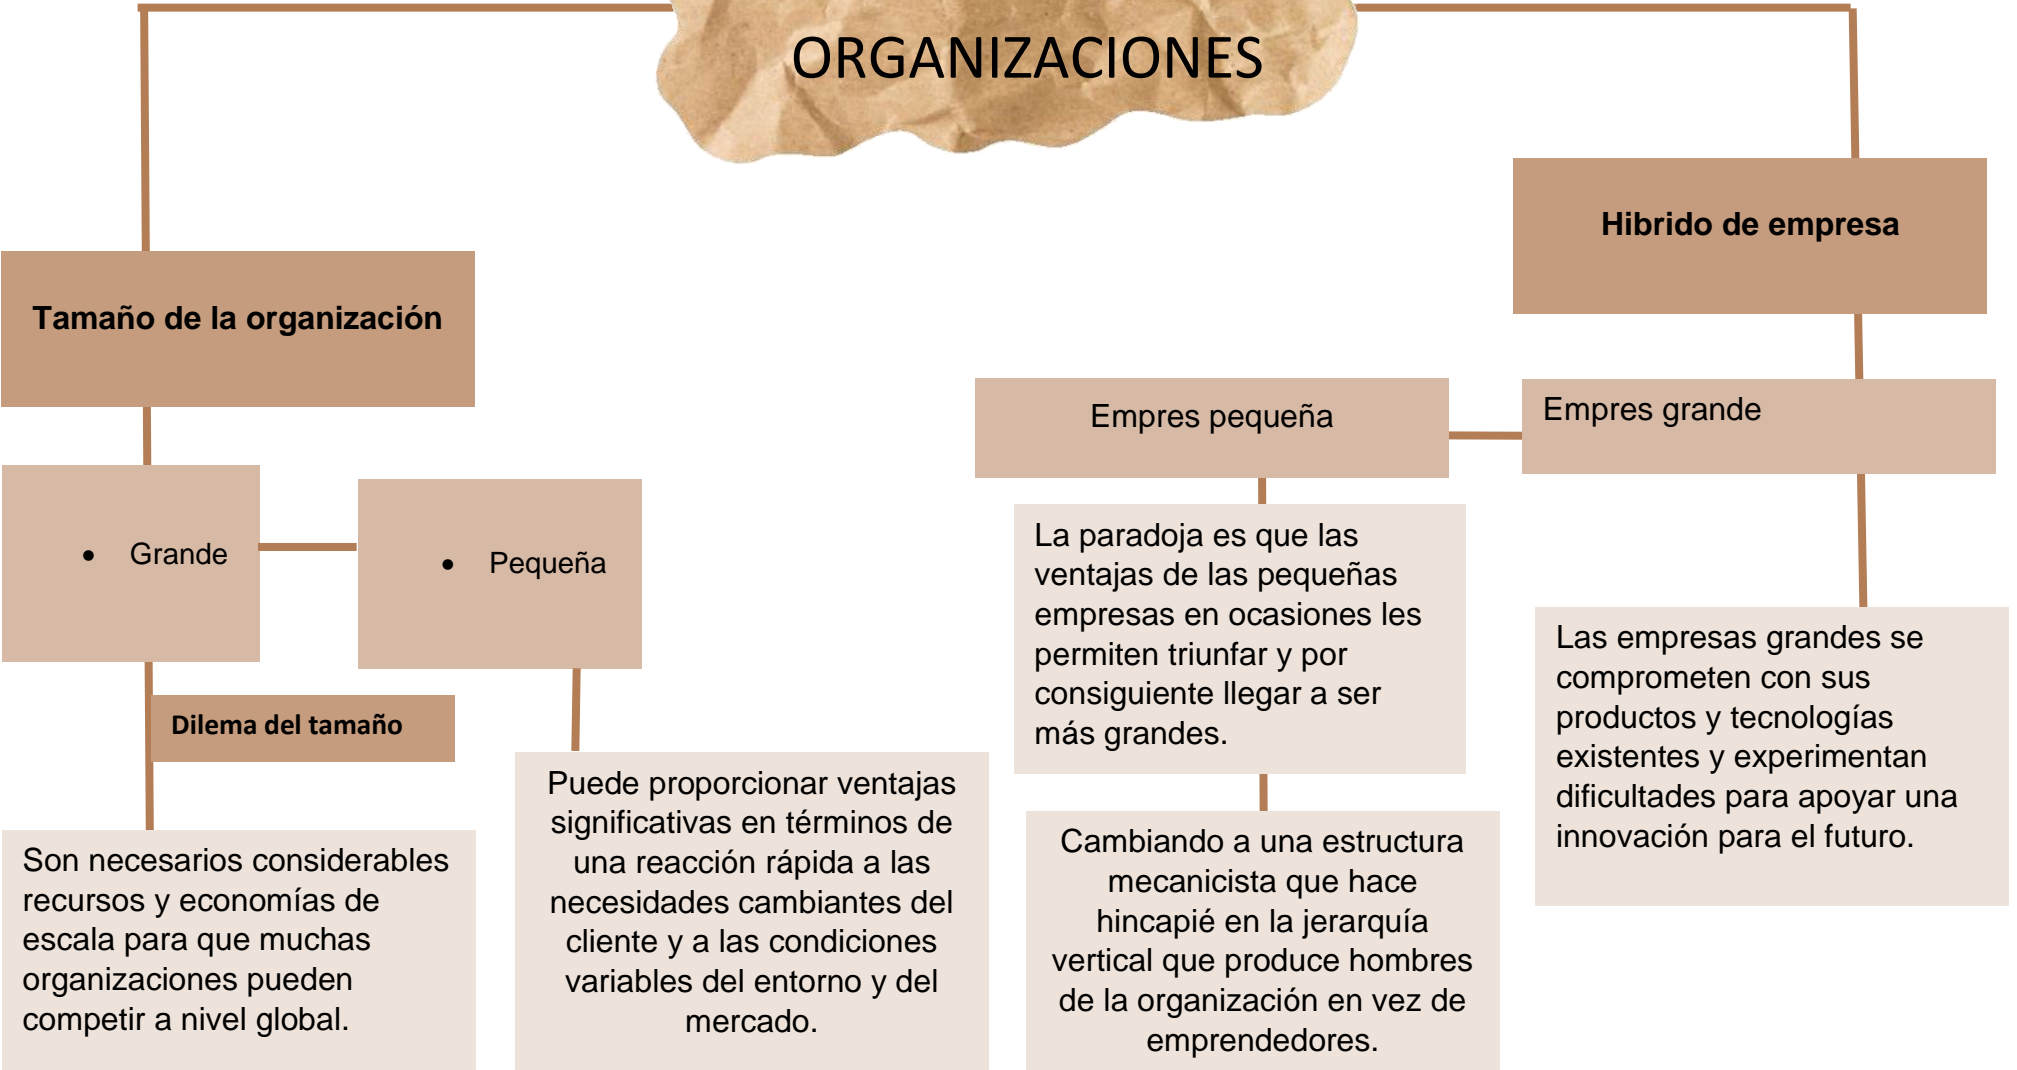 ORGANIZACIONES
Tamaño de la organización
• Grande
• Pequeña
Dilema del tamaño
Son necesarios considerables
recursos y economías de
escala para que muchas
organizaciones pueden
competir a nivel global.
Puede proporcionar ventajas
significativas en términos de
una reacción rápida a las
necesidades cambiantes del
cliente y a las condiciones
variables del entorno y del
mercado.
Hibrido de empresa
Empres pequeña
Empres grande
La paradoja es que las
ventajas de las pequeñas
empresas en ocasiones les
permiten triunfar y por
consiguiente llegar a ser
más grandes.
Cambiando a una estructura
mecanicista que hace
hincapié en la jerarquía
vertical que produce hombres
de la organización en vez de
emprendedores.
Las empresas grandes se
comprometen con sus
productos y tecnologías
existentes y experimentan
dificultades para apoyar una
innovación para el futuro.